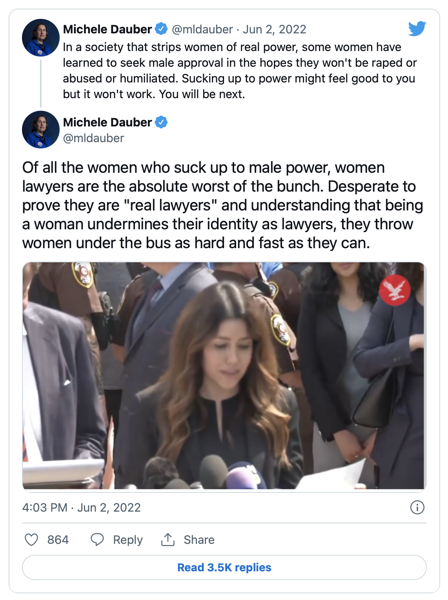 Michele Dauber @mldauber · Jun 2, 2022
In a society that strips women of real power, some women have
learned to seek male approval in the hopes they won't be raped or
abused or humiliated. Sucking up to power might feel good to you
but it won't work. You will be next.
Michele Dauber
@mldauber
Of all the women who suck up to male power, women
lawyers are the absolute worst of the bunch. Desperate to
prove they are "real lawyers" and understanding that being
a woman undermines their identity as lawyers, they throw
women under the bus as hard and fast as they can.
4:03 PM · Jun 2, 2022
864 Reply Share
Read 3.5K replies